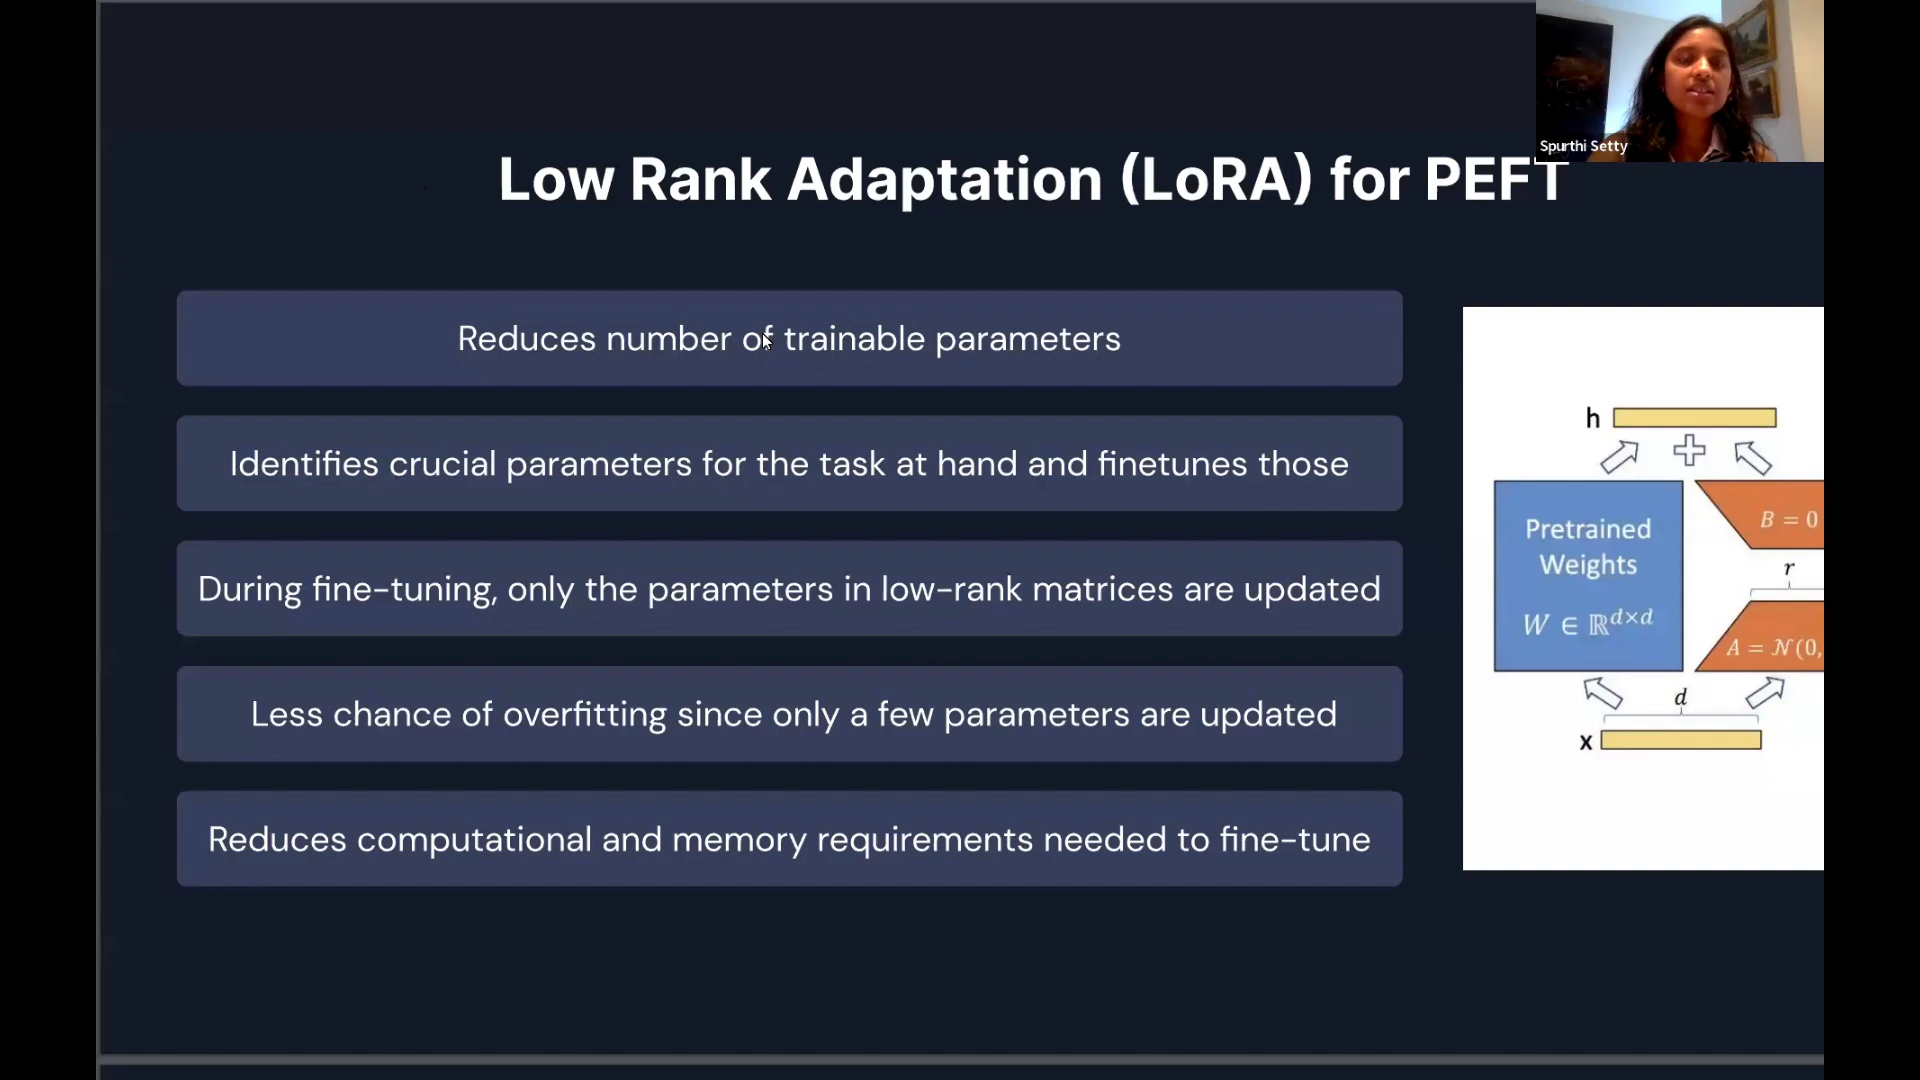 Spurthi Setty
Low Rank Adaptation (LoRA) for PEFT
Reduces number of trainable parameters
Identifies crucial parameters for the task at hand and finetunes those
During fine-tuning, only the parameters in low-rank matrices are updated
Less chance of overfitting since only a few parameters are updated
Reduces computational and memory requirements needed to fine-tune
h
Pretrained
Weights
W ∈ ℝ^{d×d}
B = 0
r
A = 𝒩(0,
d
x